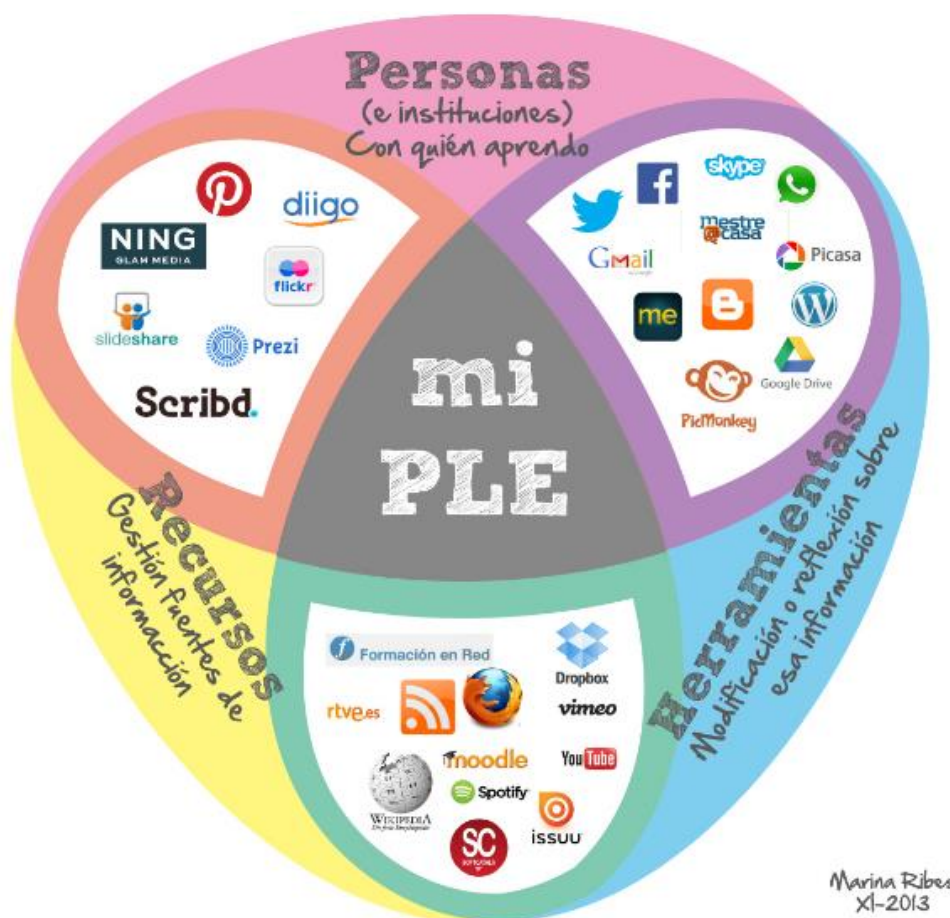 Personas
(e instituciones)
Con quién aprendo
diigo
NING
GLAM MEDIA
flickr
slideshare
Prezi
Scribd.
skype
mestre
@casa
Gmail
Picasa
me
Google Drive
PicMonkey
mi
PLE
Recursos
Gestión fuentes de
información
Herramientas
Modificación o reflexión sobre
esa información
Formación en Red
Dropbox
rtve.es
vimeo
moodle
YouTube
WIKIPEDIA
Spotify
issuu
SC
Marina Ribes
XI-2013